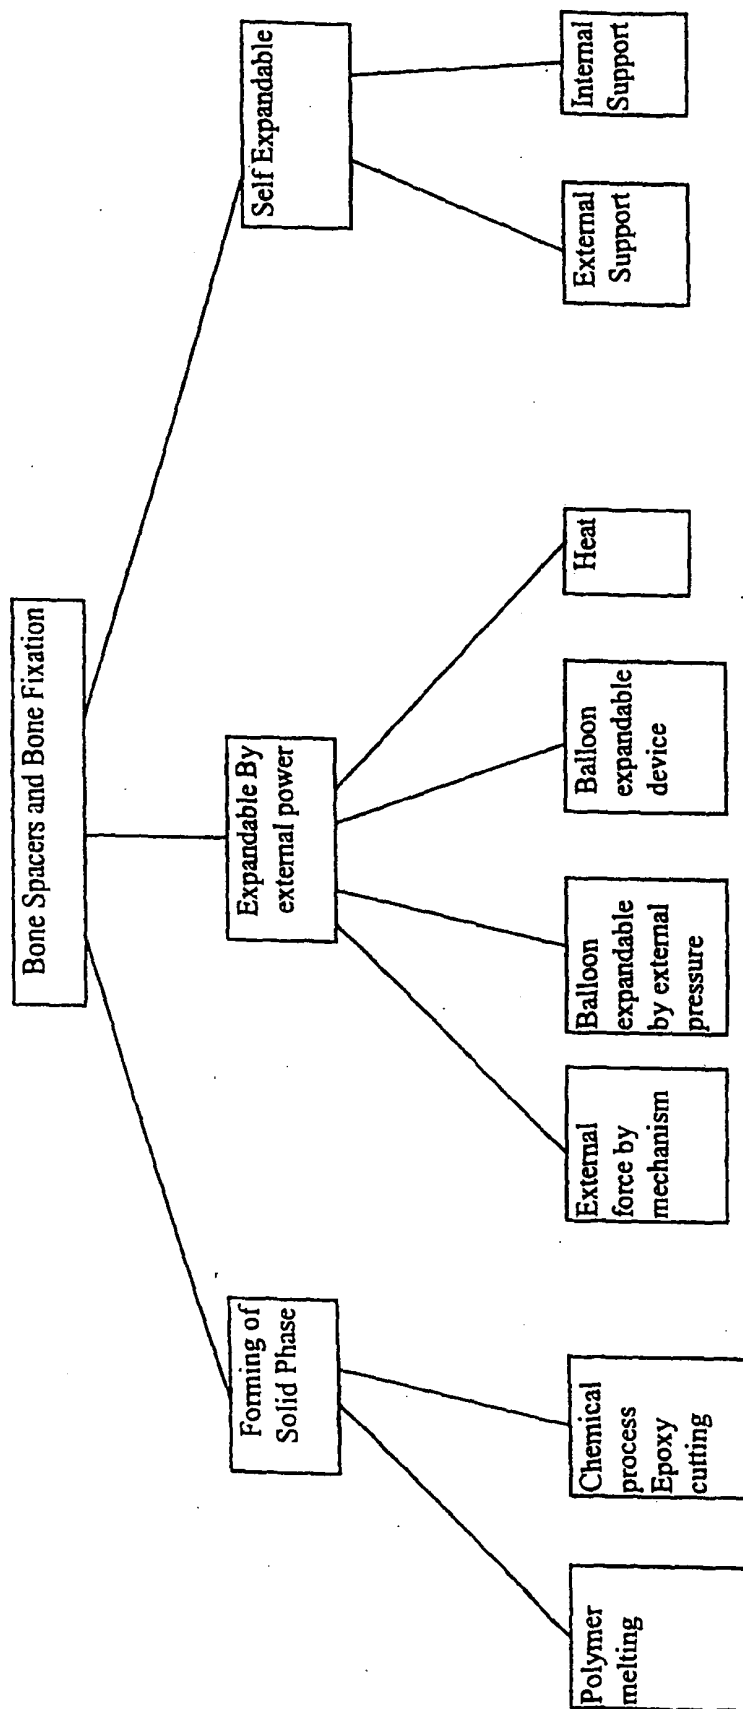 Bone Spacers and Bone Fixation
Forming of
Solid Phase
Expandable By
external power
Self Expandable
Polymer
melting
Chemical
process
Epoxy
cutting
External
force by
mechanism
Balloon
expandable
by external
pressure
Balloon
expandable
device
Heat
External
Support
Internal
Support